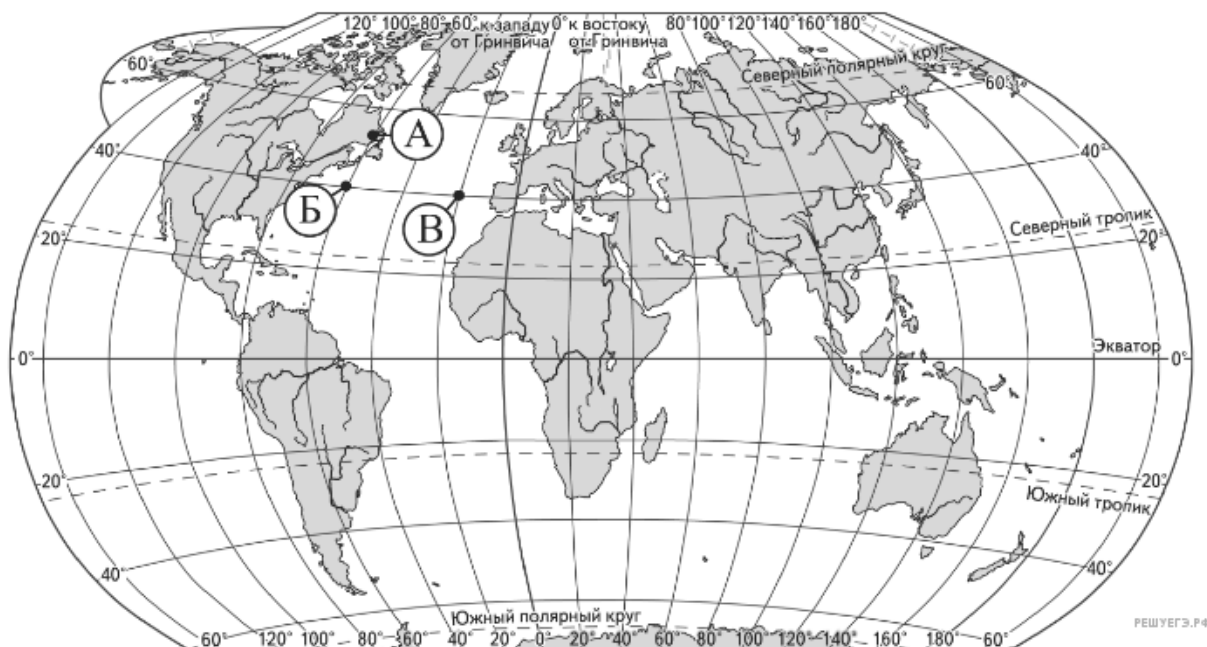 120° 100° 80° 60° к западу 0° к востоку 80° 100° 120° 140° 160° 180°
от Гринвича от Гринвича
60° Северный полярный круг 60°
А
40° 40°
Б В
Северный тропик
20° 20°
0° Экватор 0°
20° 20°
Южный тропик
40° 40°
Южный полярный круг
60° 120° 100° 80° 60° 40° 20° 0° 20° 40° 60° 80° 100° 120° 140° 160° 180° 60°
РЕШУЕГЭ.РФ